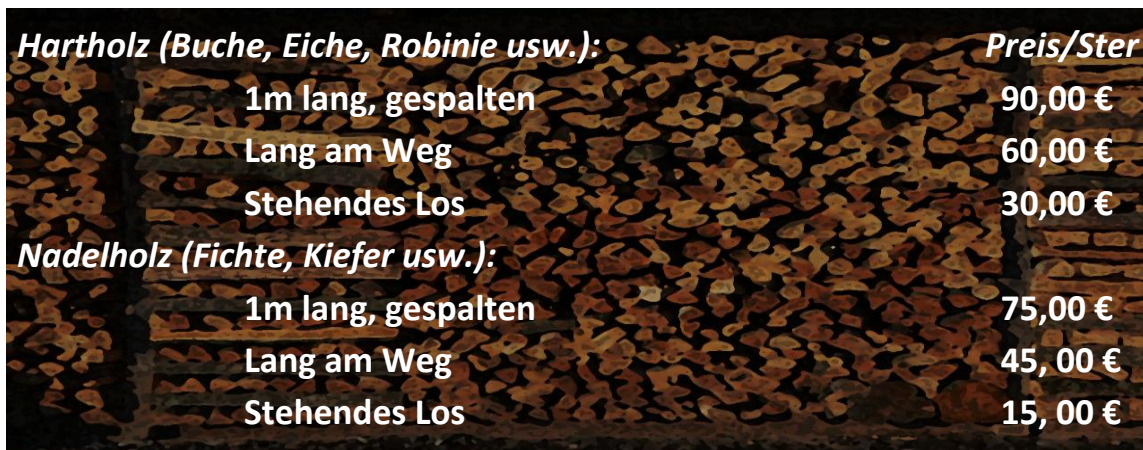 Hartholz (Buche, Eiche, Robinie usw.): Preis/Ster
1m lang, gespalten 90,00 €
Lang am Weg 60,00 €
Stehendes Los 30,00 €
Nadelholz (Fichte, Kiefer usw.):
1m lang, gespalten 75,00 €
Lang am Weg 45, 00 €
Stehendes Los 15, 00 €